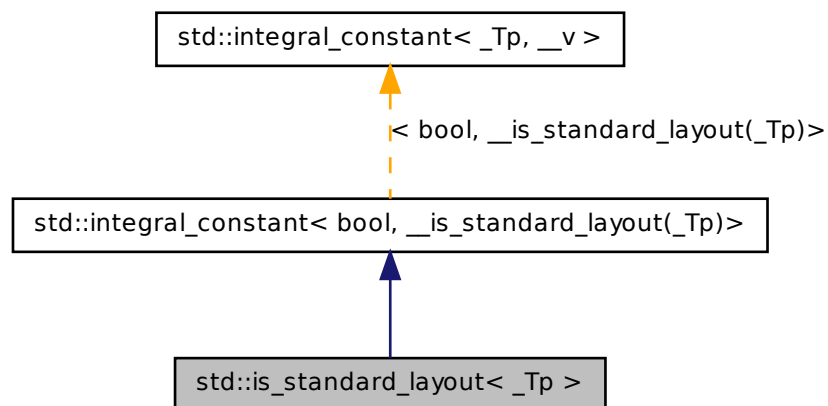 std::integral_constant< _Tp, __v >
< bool, __is_standard_layout(_Tp)>
std::integral_constant< bool, __is_standard_layout(_Tp)>
std::is_standard_layout< _Tp >